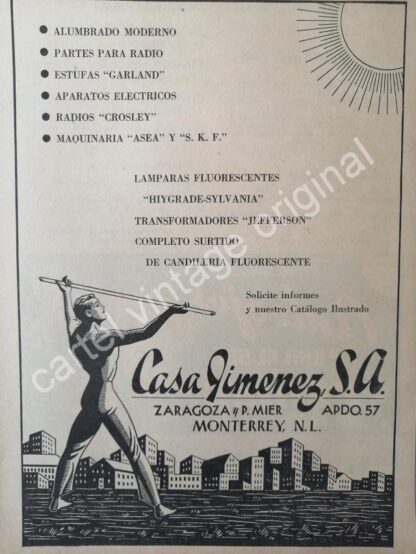 ● ALUMBRADO MODERNO
● PARTES PARA RADIO
● ESTUFAS "GARLAND"
● APARATOS ELECTRICOS
● RADIOS "CROSLEY"
● MAQUINARIA "ASEA" Y "S. K. F."
LAMPARAS FLUORESCENTES
"HIYGRADE-SYLVANIA"
TRANSFORMADORES "JEFFERSON"
COMPLETO SURTIDO
DE CANDILERIA FLUORESCENTE
Solicite informes
y nuestro Catálogo Ilustrado
Casa Jimenez, S.A.
ZARAGOZA y P. MIER APDO. 57
MONTERREY, N. L.
cartel vintage original